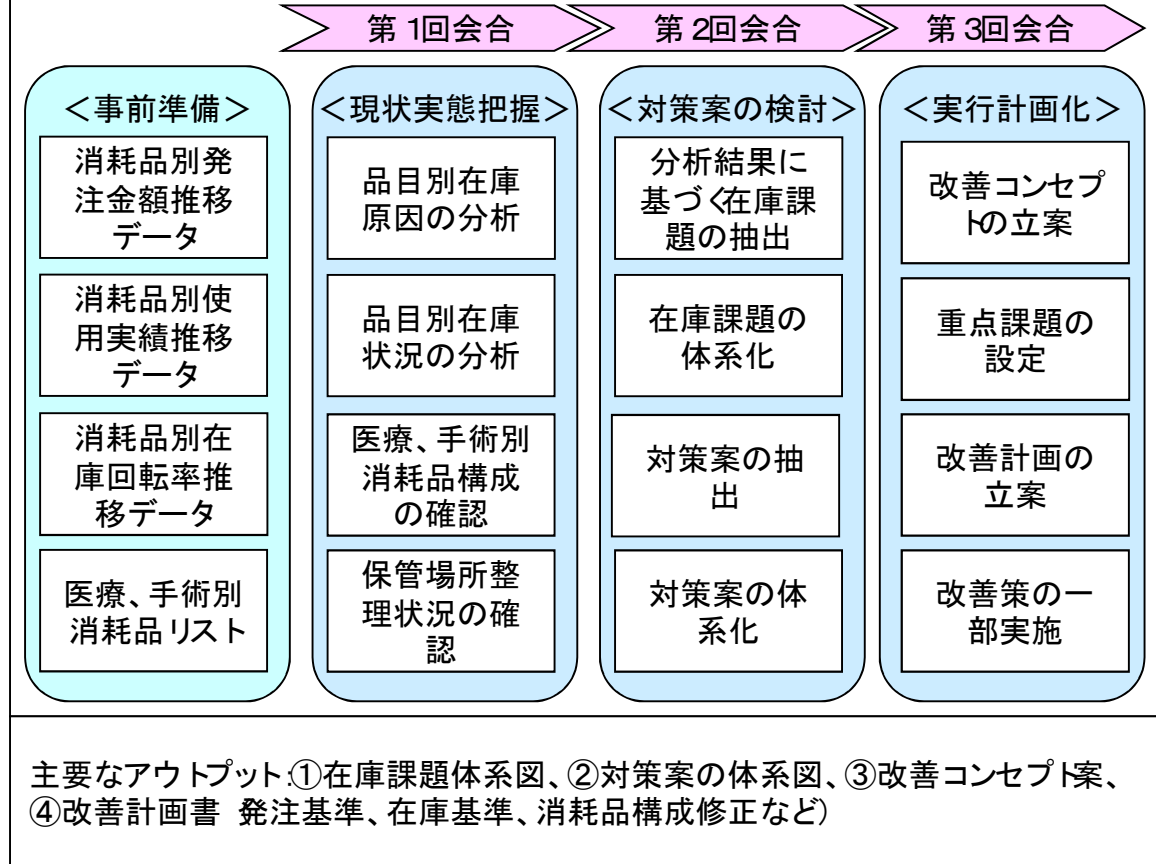 第1回会合
第2回会合
第3回会合
＜事前準備＞
消耗品別発
注金額推移
データ
消耗品別使
用実績推移
データ
消耗品別在
庫回転率推
移データ
医療、手術別
消耗品リスト
＜現状実態把握＞
品目別在庫
原因の分析
品目別在庫
状況の分析
医療、手術別
消耗品構成
の確認
保管場所整
理状況の確
認
＜対策案の検討＞
分析結果に
基づく在庫課
題の抽出
在庫課題の
体系化
対策案の抽
出
対策案の体
系化
＜実行計画化＞
改善コンセプ
トの立案
重点課題の
設定
改善計画の
立案
改善策の一
部実施
主要なアウトプット:①在庫課題体系図、②対策案の体系図、③改善コンセプト案、
④改善計画書 発注基準、在庫基準、消耗品構成修正など）